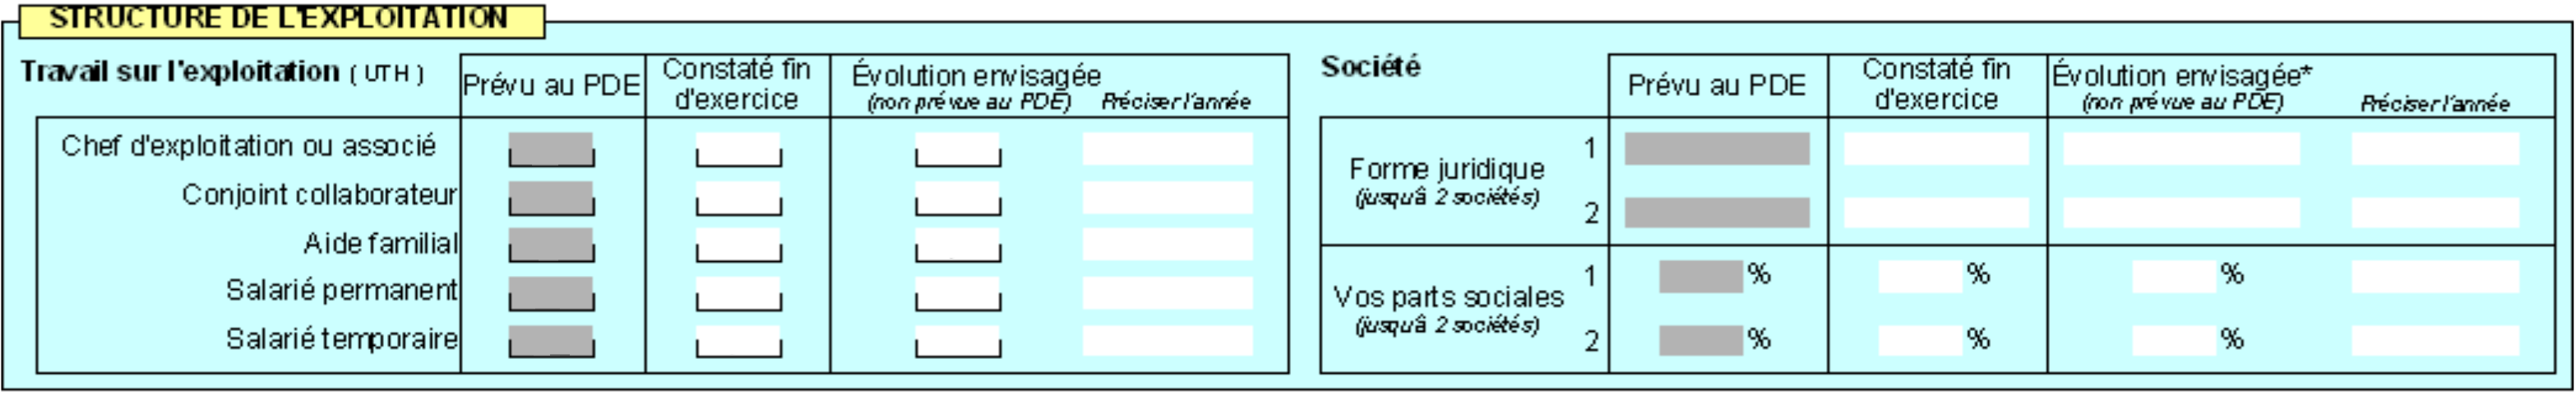 STRUCTURE DE L'EXPLOITATION
Travail sur l'exploitation ( UTH )
Prévu au PDE
Constaté fin
d'exercice
Évolution envisagée
(non prévue au PDE) Préciser l'année
Chef d'exploitation ou associé
Conjoint collaborateur
Aide familial
Salarié permanent
Salarié temporaire
Société
Prévu au PDE
Constaté fin
d'exercice
Évolution envisagée*
(non prévue au PDE) Préciser l'année
Forme juridique
(jusquâ 2 sociétés)
1
2
Vos parts sociales
(jusquâ 2 sociétés)
1 % % %
2 % % %